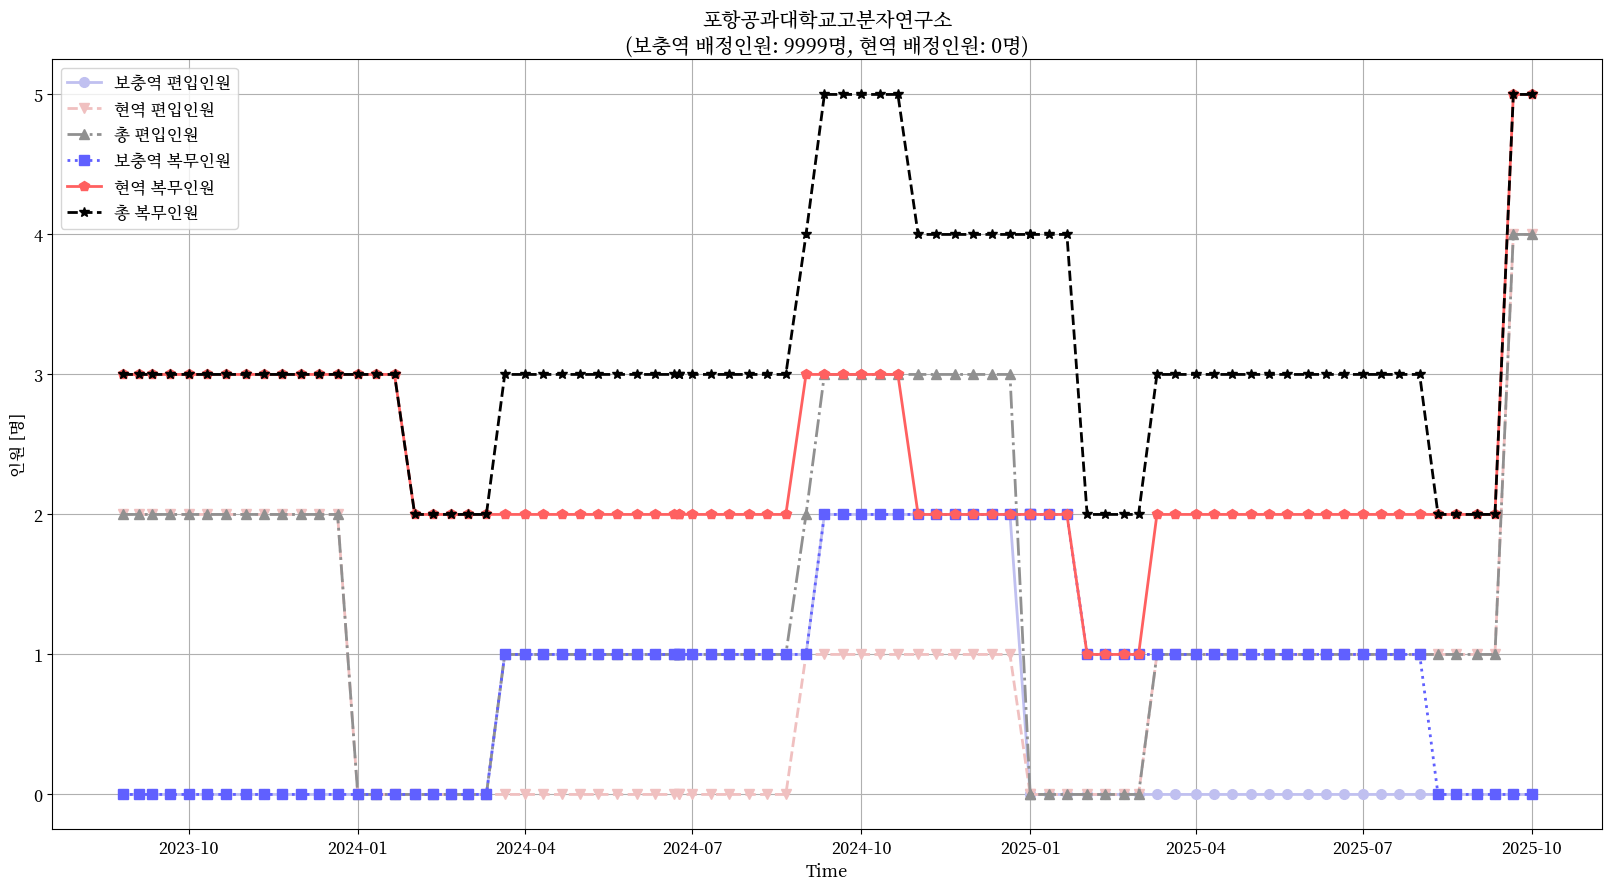 포항공과대학교고분자연구소
(보충역 배정인원: 9999명, 현역 배정인원: 0명)
보충역 편입인원
현역 편입인원
총 편입인원
보충역 복무인원
현역 복무인원
총 복무인원
인원 [명]
5
4
3
2
1
0
2023-10
2024-01
2024-04
2024-07
2024-10
2025-01
2025-04
2025-07
2025-10
Time